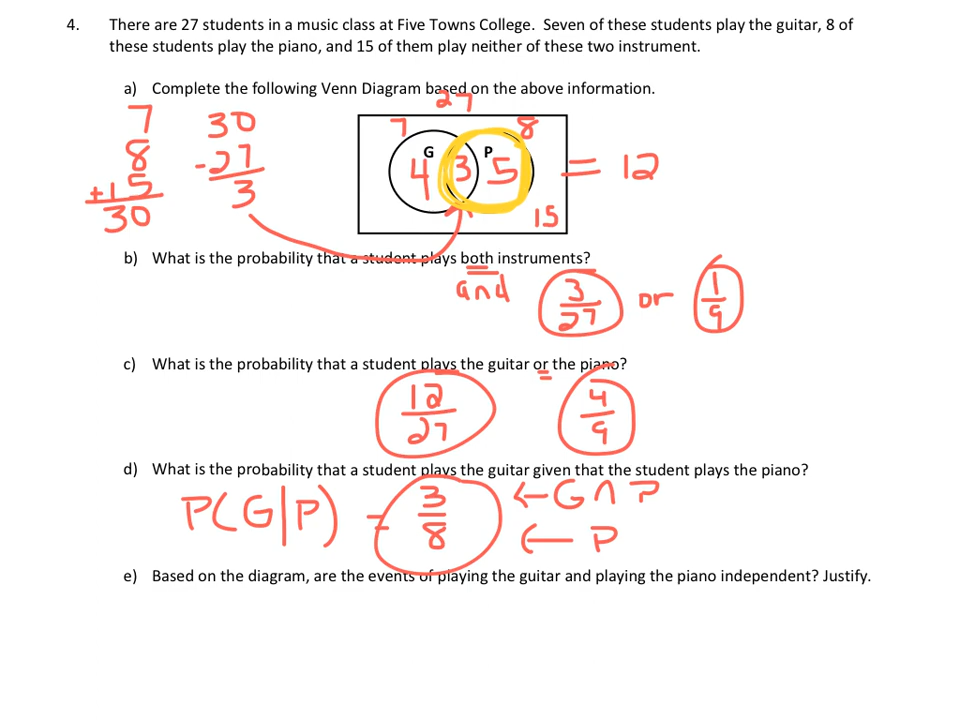 4. There are 27 students in a music class at Five Towns College. Seven of these students play the guitar, 8 of
these students play the piano, and 15 of them play neither of these two instrument.
a) Complete the following Venn Diagram based on the above information.
27
7 30 7 8
8 -27 G P
+15 3 4 3 5 = 12
30 15
b) What is the probability that a student plays both instruments?
and 3/27 or 1/9
c) What is the probability that a student plays the guitar or the piano?
12/27 4/9
d) What is the probability that a student plays the guitar given that the student plays the piano?
P(G|P) = 3/8 ← G∩P
← P
e) Based on the diagram, are the events of playing the guitar and playing the piano independent? Justify.